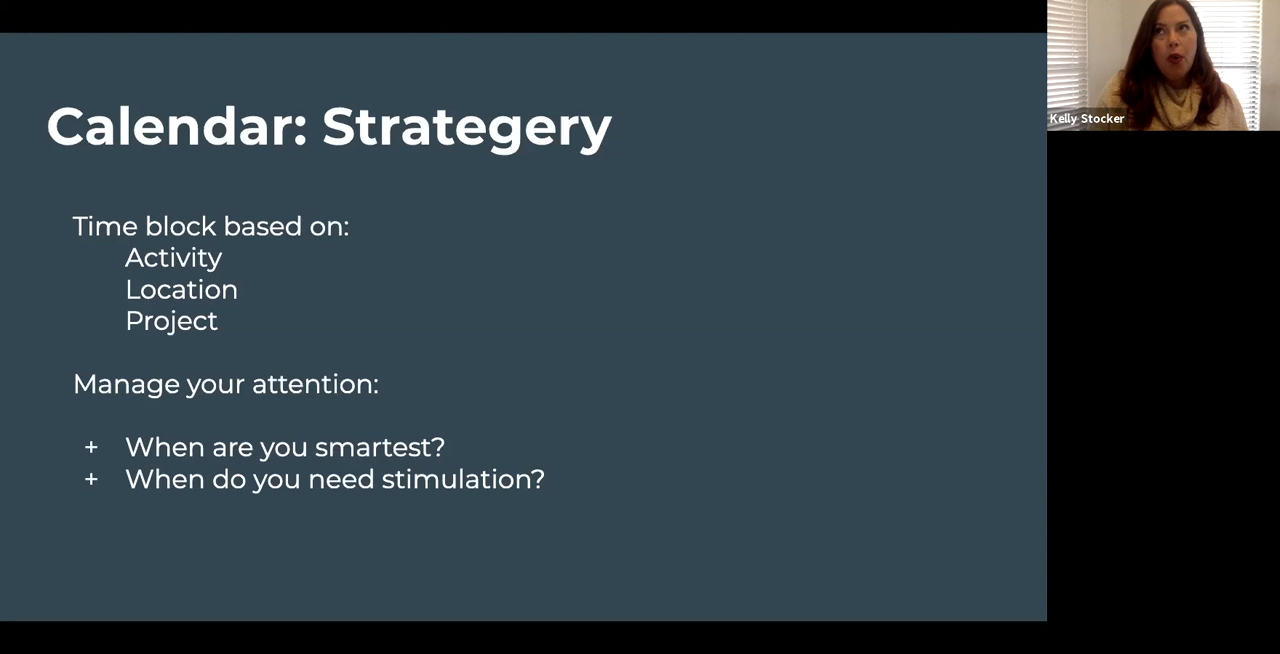 Calendar: Strategery
Time block based on:
Activity
Location
Project
Manage your attention:
+ When are you smartest?
+ When do you need stimulation?
Kelly Stocker